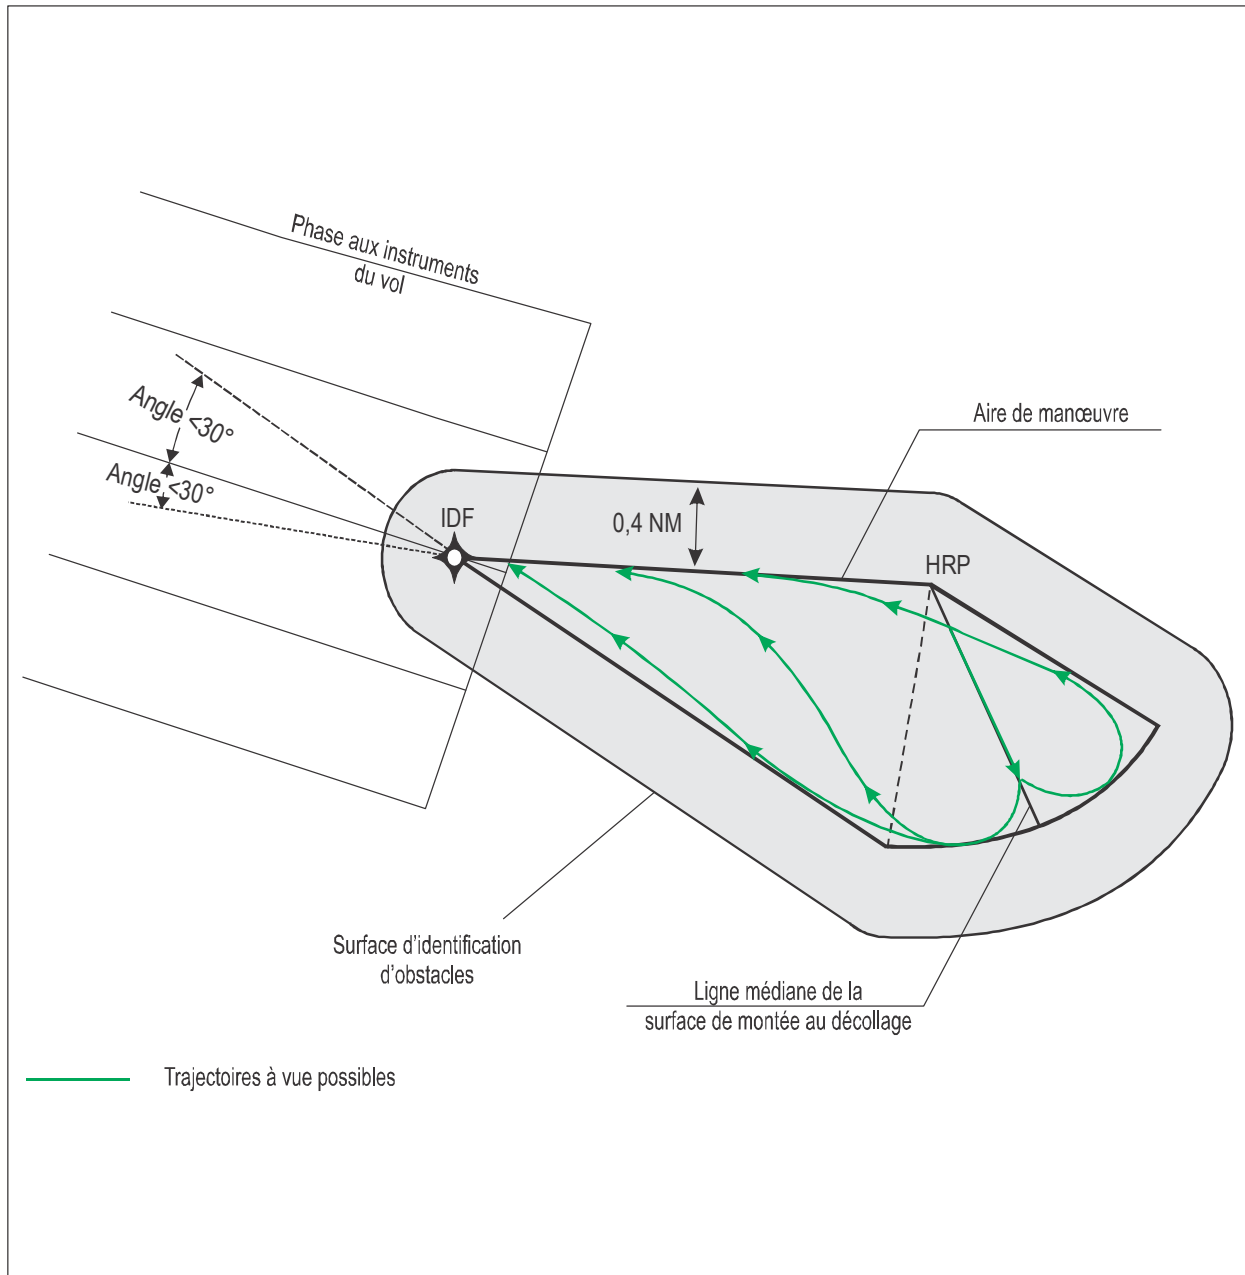 Phase aux instruments
du vol
Angle <30°
Angle <30°
Aire de manœuvre
IDF
0,4 NM
HRP
Surface d'identification
d'obstacles
Ligne médiane de la
surface de montée au décollage
Trajectoires à vue possibles